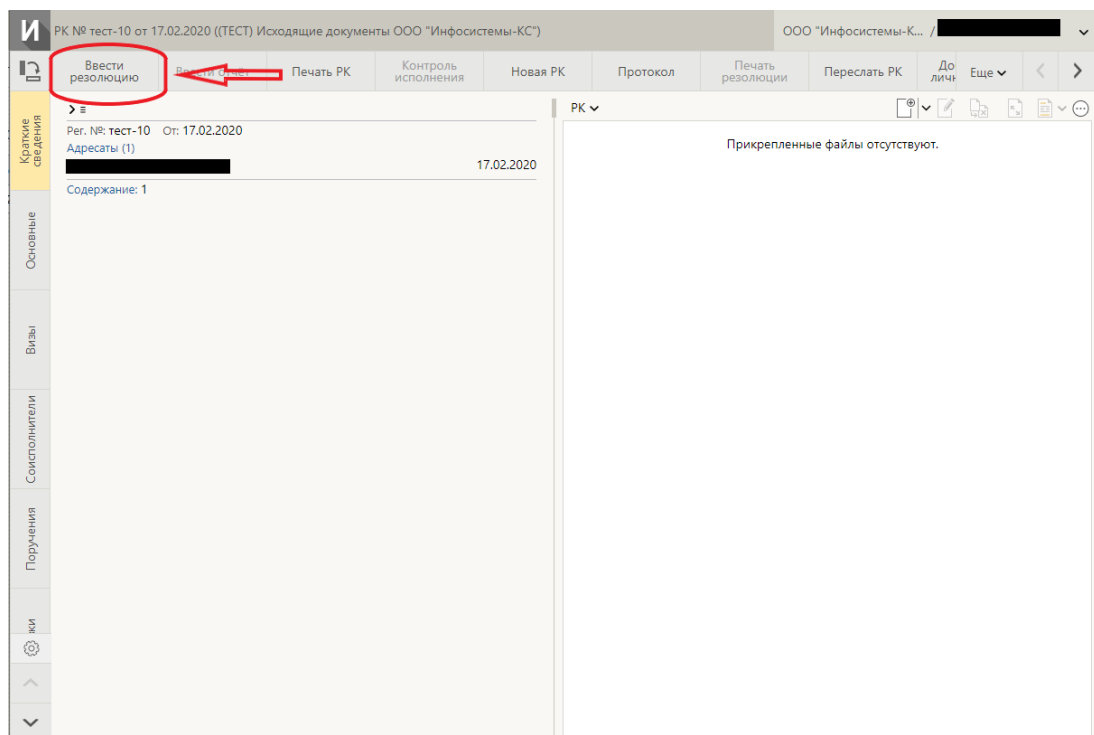 И
РК № тест-10 от 17.02.2020 ((ТЕСТ) Исходящие документы ООО "Инфосистемы-КС")
ООО "Инфосистемы-К... /
Ввести
резолюцию
Ввести отчет
Печать РК
Контроль
исполнения
Новая РК
Протокол
Печать
резолюции
Переслать РК
До
личн
Еще
Краткие
сведения
Основные
Визы
Соисполнители
Поручения
ки
Рег. №: тест-10 От: 17.02.2020
Адресаты (1)
17.02.2020
Содержание: 1
РК
Прикрепленные файлы отсутствуют.